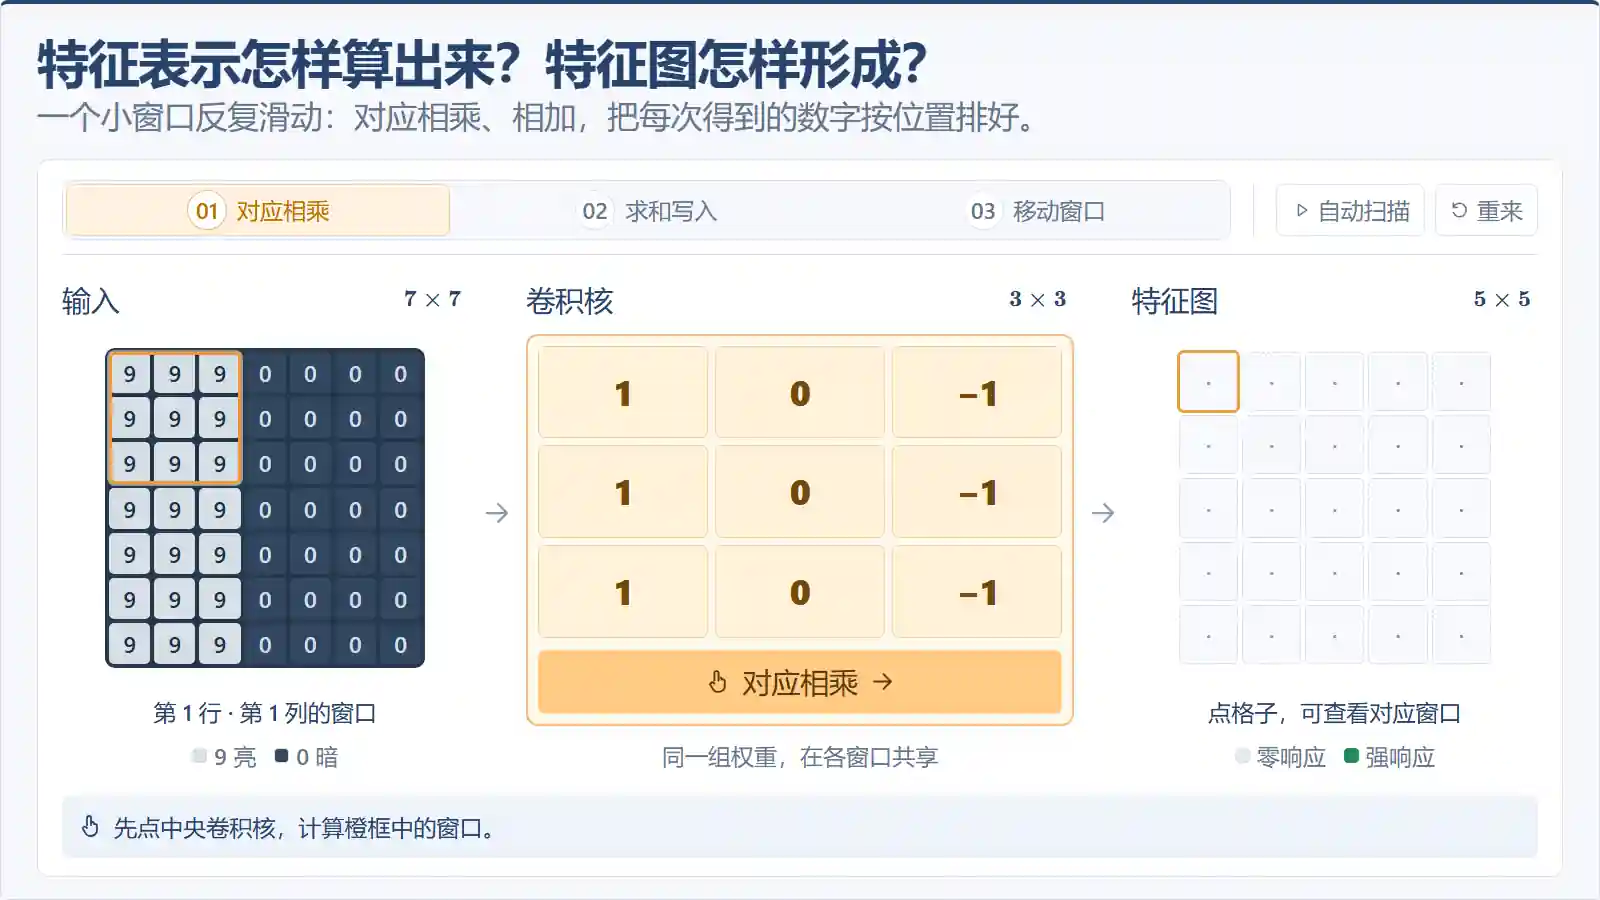 特征表示怎样算出来？特征图怎样形成？
一个小窗口反复滑动：对应相乘、相加，把每次得到的数字按位置排好。
01 对应相乘
02 求和写入
03 移动窗口
自动扫描
重来
输入 7 × 7
9 9 9 0 0 0 0
9 9 9 0 0 0 0
9 9 9 0 0 0 0
9 9 9 0 0 0 0
9 9 9 0 0 0 0
9 9 9 0 0 0 0
9 9 9 0 0 0 0
第 1 行 · 第 1 列的窗口
9 亮 0 暗
→
卷积核 3 × 3
1 0 −1
1 0 −1
1 0 −1
对应相乘 →
同一组权重，在各窗口共享
→
特征图 5 × 5
· · · · ·
· · · · ·
· · · · ·
· · · · ·
· · · · ·
点格子，可查看对应窗口
零响应 强响应
先点中央卷积核，计算橙框中的窗口。